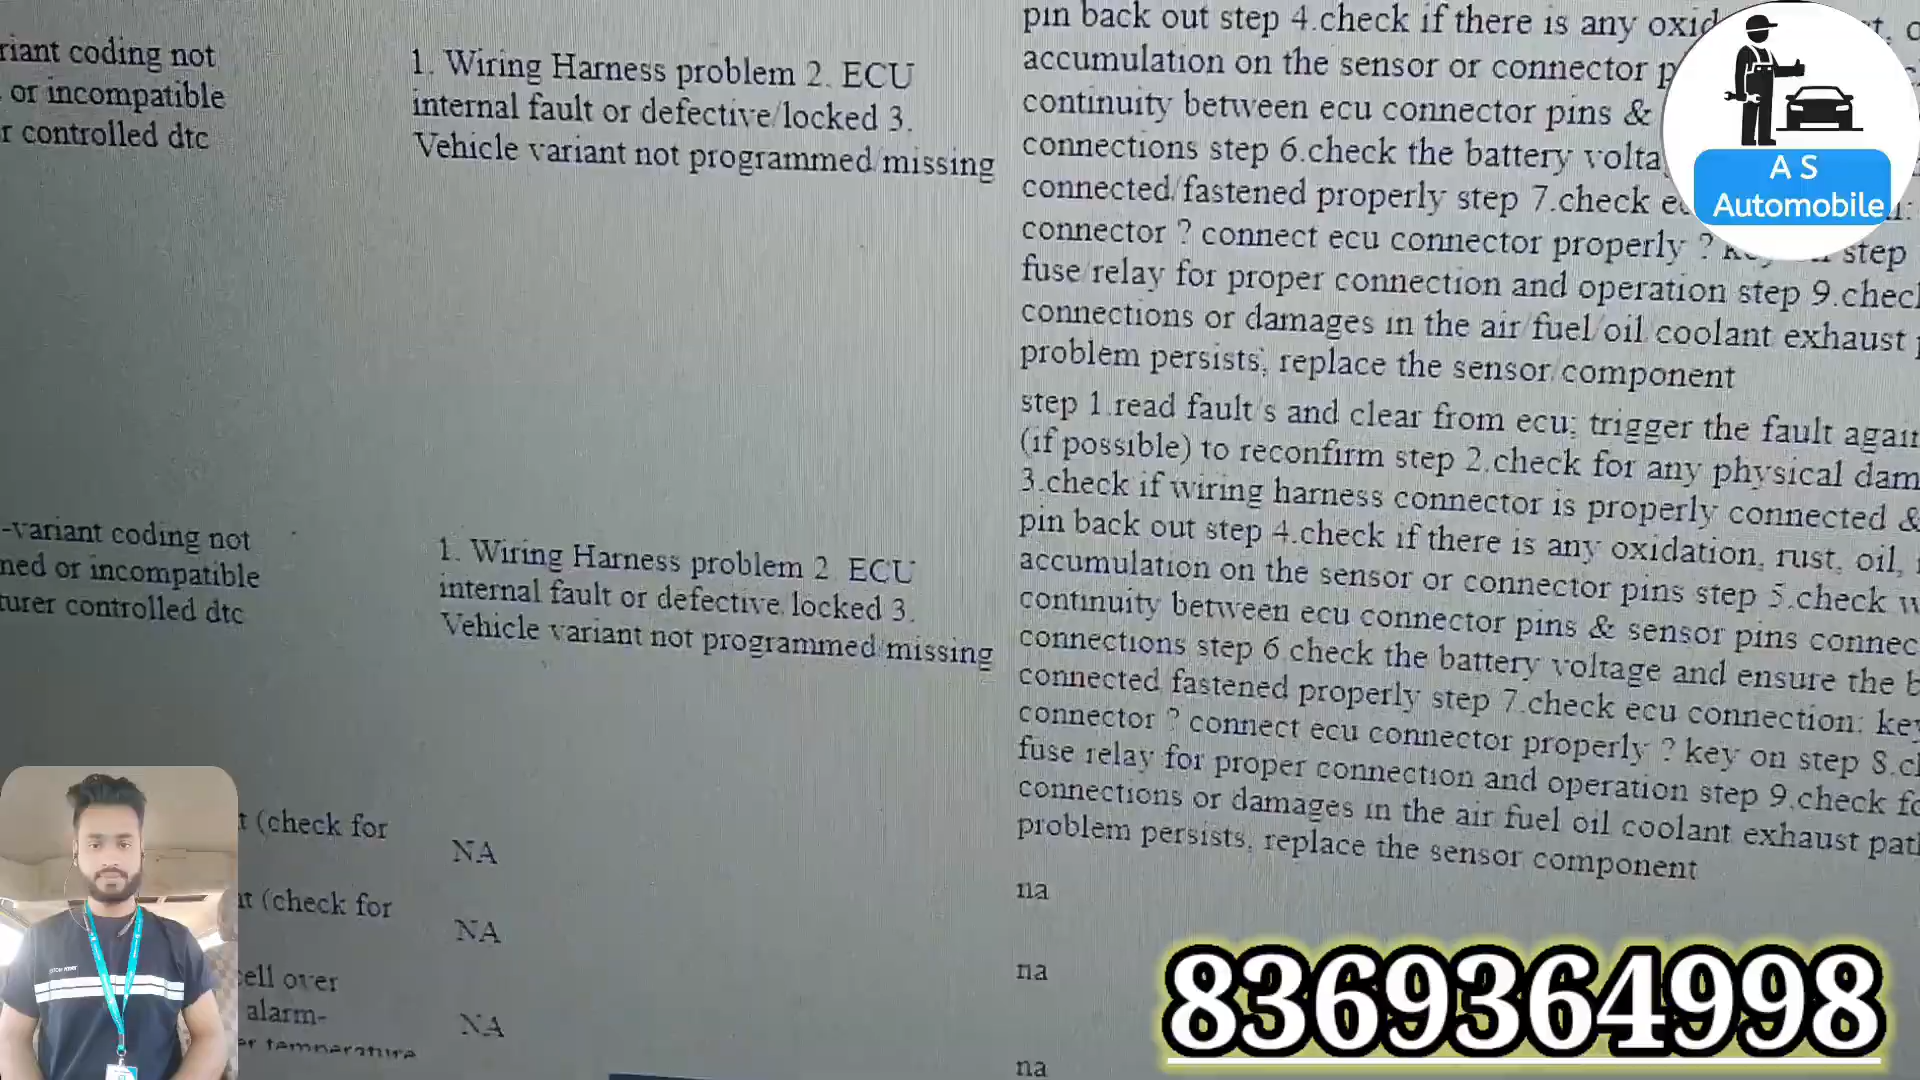 riant coding not
or incompatible
r controlled dtc
1. Wiring Harness problem 2. ECU
internal fault or defective/locked 3.
Vehicle variant not programmed/missing
pin back out step 4.check if there is any
accumulation on the sensor or connector
continuity between ecu connector pins &
connections step 6.check the battery
connected/fastened properly step 7.check
connector ? connect ecu connector properly ? step
fuse/relay for proper connection and operation step 9.chec
connections or damages in the air/fuel/oil/coolant exhaust
problem persists, replace the sensor/component
step 1.read fault/s and clear from ecu; trigger the fault again
(if possible) to reconfirm step 2.check for any physical dam
3.check if wiring harness connector is properly connected &
pin back out step 4.check if there is any oxidation, rust, oil,
accumulation on the sensor or connector pins step 5.check
continuity between ecu connector pins & sensor pins connec
connections step 6.check the battery voltage and ensure the b
connected/fastened properly step 7.check ecu connection: key
connector ? connect ecu connector properly ? key on step 8.c
fuse/relay for proper connection and operation step 9.check fo
connections or damages in the air/fuel/oil/coolant exhaust pat
problem persists, replace the sensor/component
-variant coding not
ned or incompatible
turer controlled dtc
1. Wiring Harness problem 2. ECU
internal fault or defective/locked 3.
Vehicle variant not programmed/missing
t (check for
NA
na
t (check for
NA
na
cell over
alarm-
er temperature
NA
na
A S
Automobile
8369364998